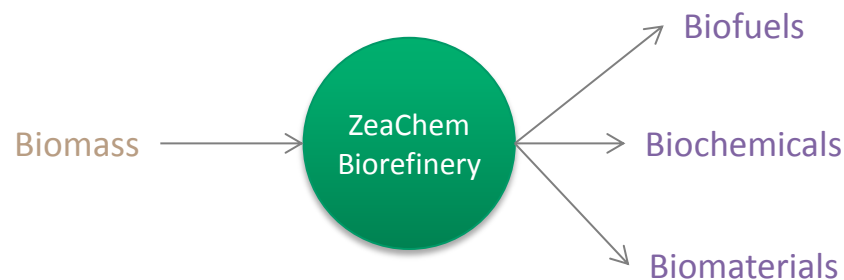 Biomass
ZeaChem
Biorefinery
Biofuels
Biochemicals
Biomaterials